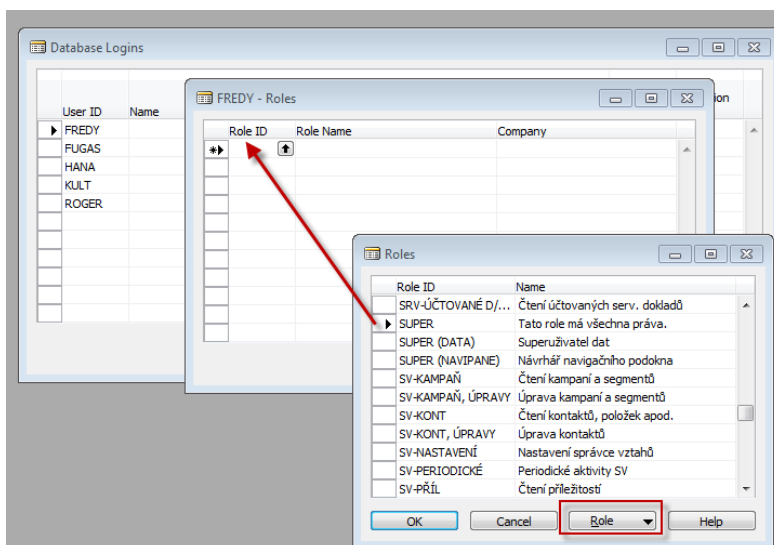 Database Logins
User ID Name ion
FREDY
FUGAS
HANA
KULT
ROGER
FREDY - Roles
Role ID Role Name Company
Roles
Role ID Name
SRV-ÚČTOVANÉ D/... Čtení účtovaných serv. dokladů
SUPER Tato role má všechna práva.
SUPER (DATA) Superuživatel dat
SUPER (NAVIPANE) Návrhář navigačního podokna
SV-KAMPAŇ Čtení kampaní a segmentů
SV-KAMPAŇ, ÚPRAVY Úprava kampaní a segmentů
SV-KONT Čtení kontaktů, položek apod.
SV-KONT, ÚPRAVY Úprava kontaktů
SV-NASTAVENÍ Nastavení správce vztahů
SV-PERIODICKÉ Periodické aktivity SV
SV-PŘÍL Čtení příležitostí
OK Cancel Role Help